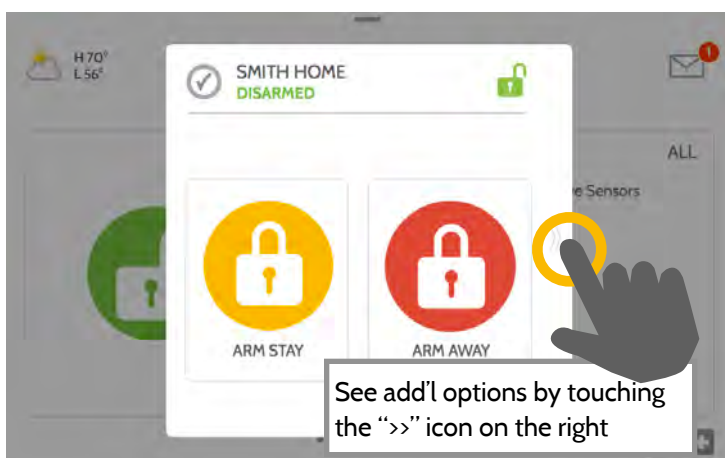 H 70°
L 56°
SMITH HOME
DISARMED
1
ALL
e Sensors
ARM STAY
ARM AWAY
See add'l options by touching
the “>>” icon on the right